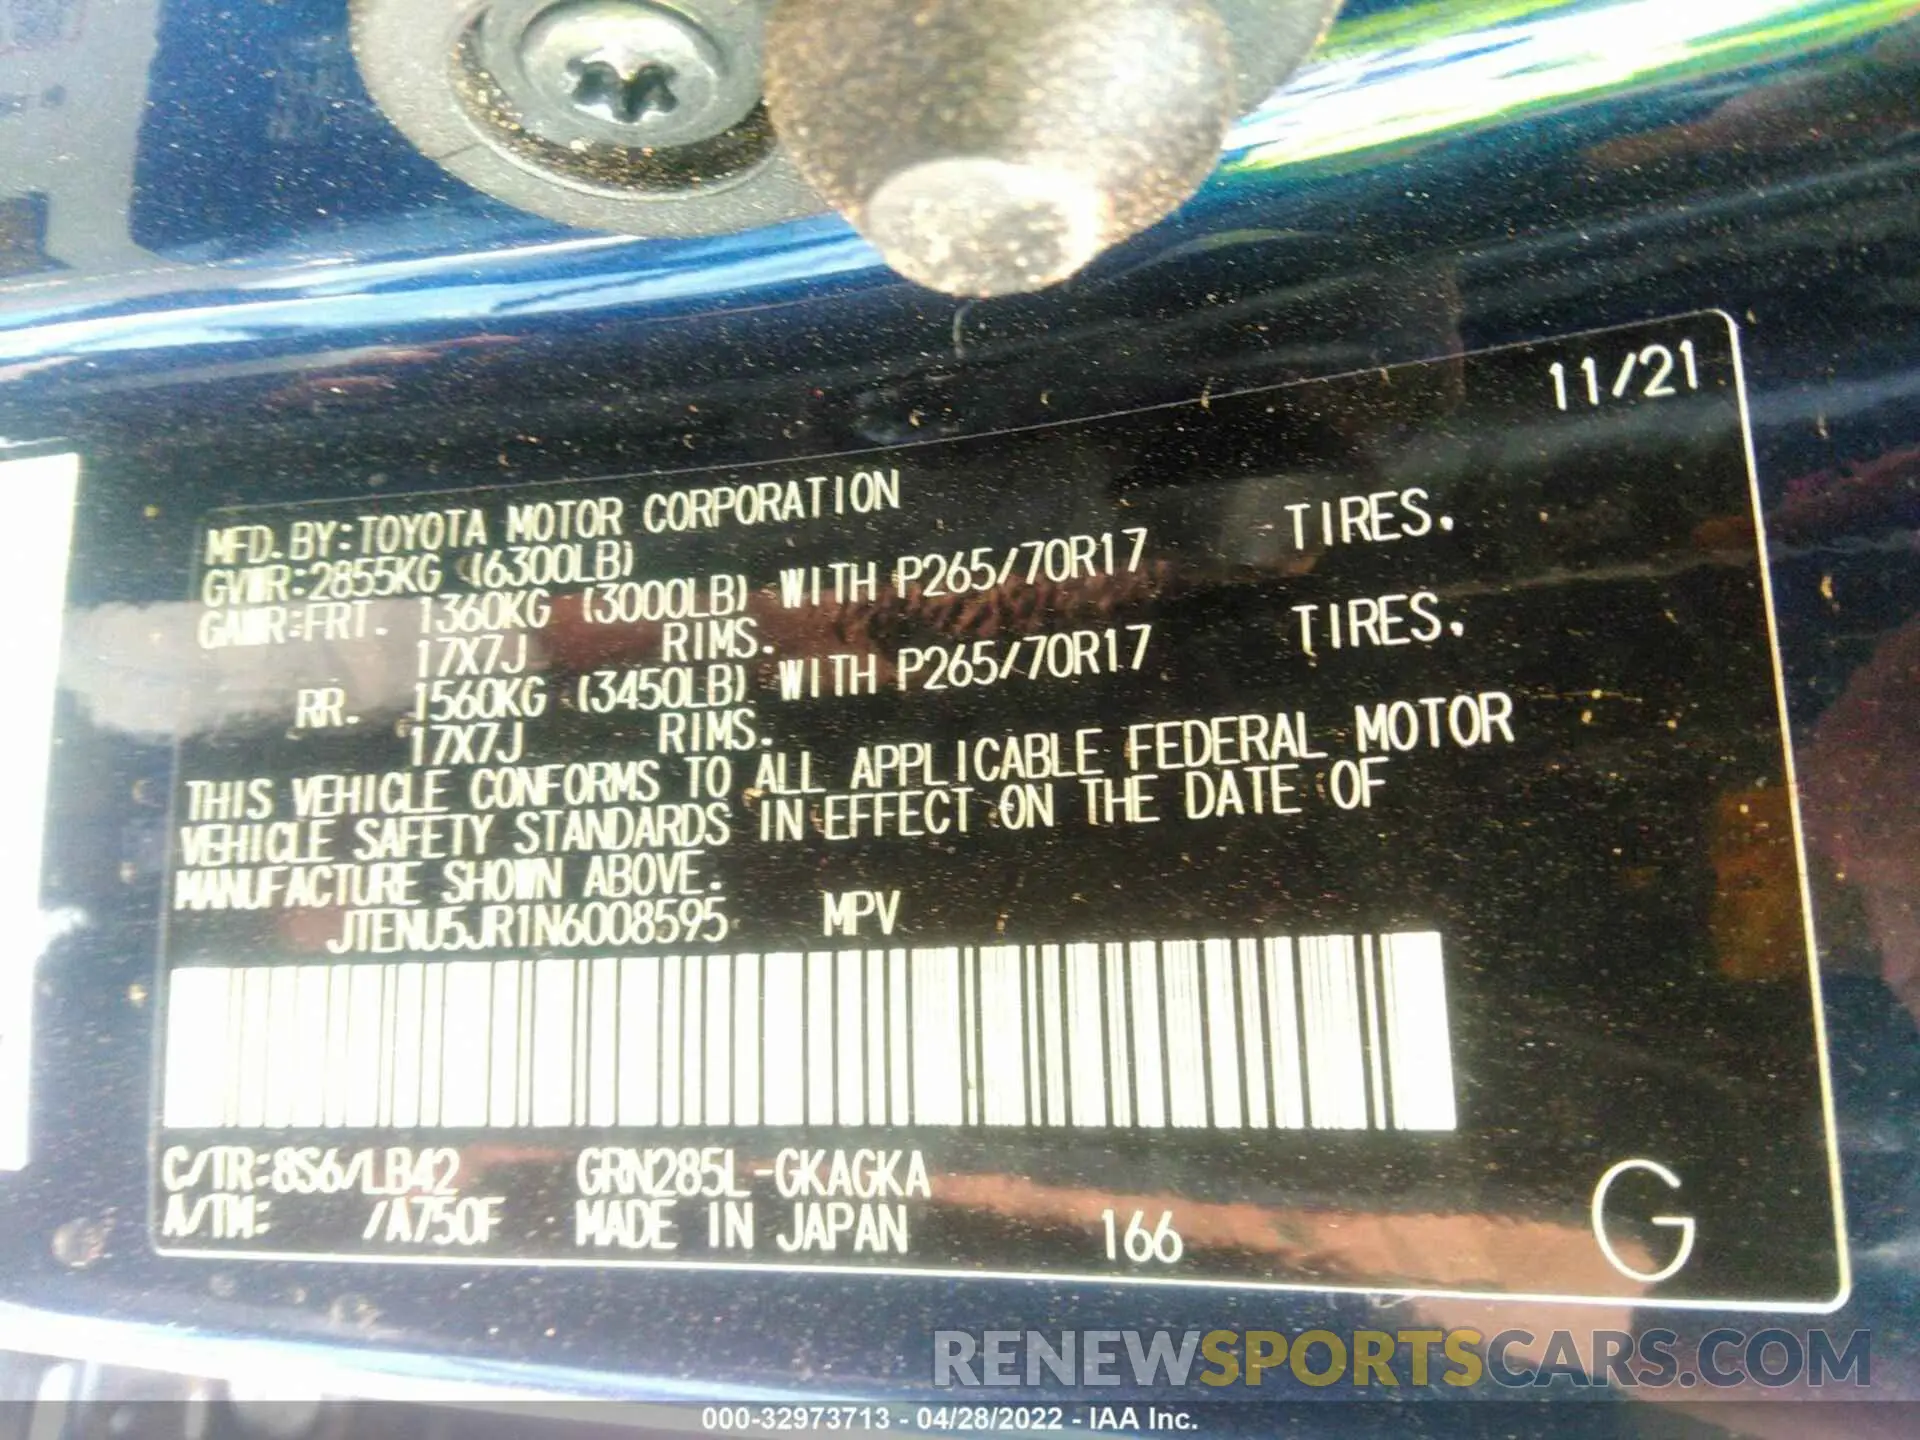 11/21
MFD. BY: TOYOTA MOTOR CORPORATION
GVWR: 2855KG (6300LB)
GAWR: FRT. 1360KG (3000LB) WITH P265/70R17 TIRES.
17X7J RIMS.
RR. 1560KG (3450LB) WITH P265/70R17 TIRES.
17X7J RIMS.
THIS VEHICLE CONFORMS TO ALL APPLICABLE FEDERAL MOTOR
VEHICLE SAFETY STANDARDS IN EFFECT ON THE DATE OF
MANUFACTURE SHOWN ABOVE.
JTENU5JR1N6008595 MPV
C/TR: 8S6/LB42 GRN285L-GKAGKA
A/TM: /A750F MADE IN JAPAN 166 G
RENEWSPORTSCARS.COM
000-32973713 - 04/28/2022 - IAA Inc.